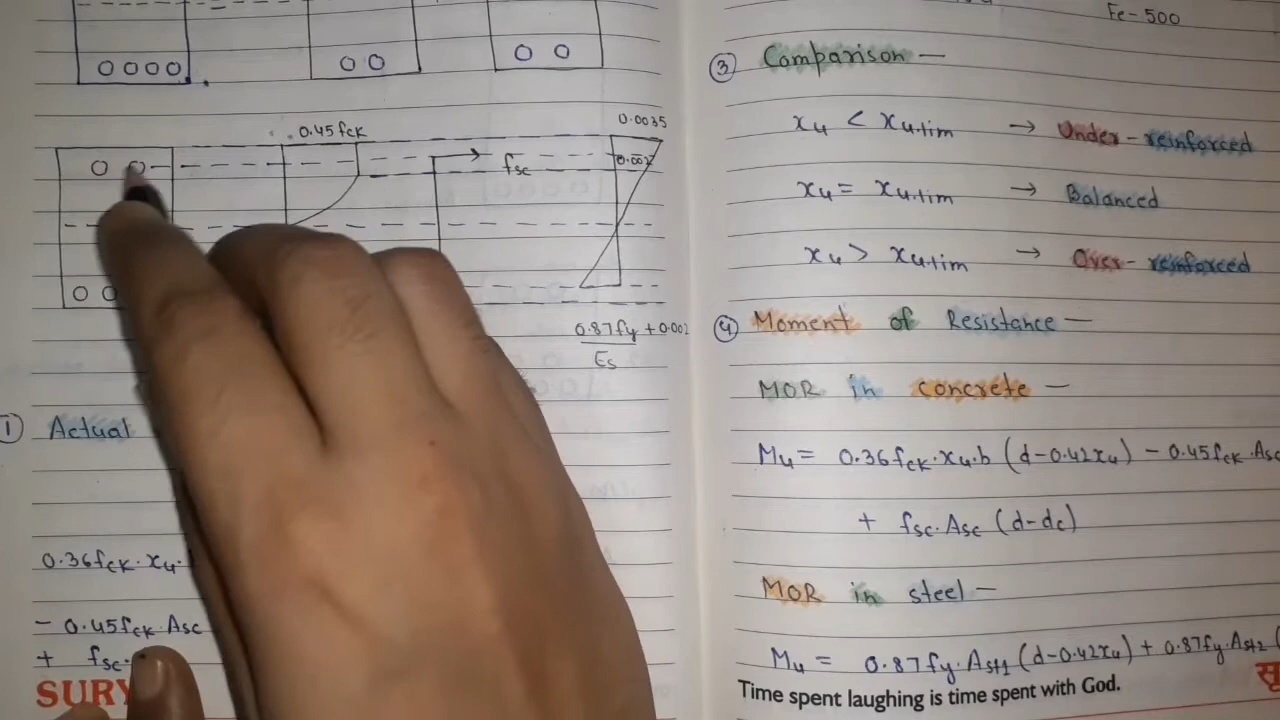 0.45fck
0.0035
fsc
0.002
0.87fy + 0.002
Es
① Actual
0.36fck.xu.
- 0.45fck Asc
+ fsc.
SURY
Fe-500
③ Comparison —
xu < xu,lim → Under-reinforced
xu = xu,lim → Balanced
xu > xu,lim → Over-reinforced
④ Moment of Resistance —
MOR in concrete —
Mu = 0.36fck.xu.b (d-0.42xu) - 0.45fck.Asc
+ fsc.Asc (d-dc)
MOR in steel —
Mu = 0.87fy.Ast1 (d-0.42xu) + 0.87fy.Ast2 (
Time spent laughing is time spent with God.
सू